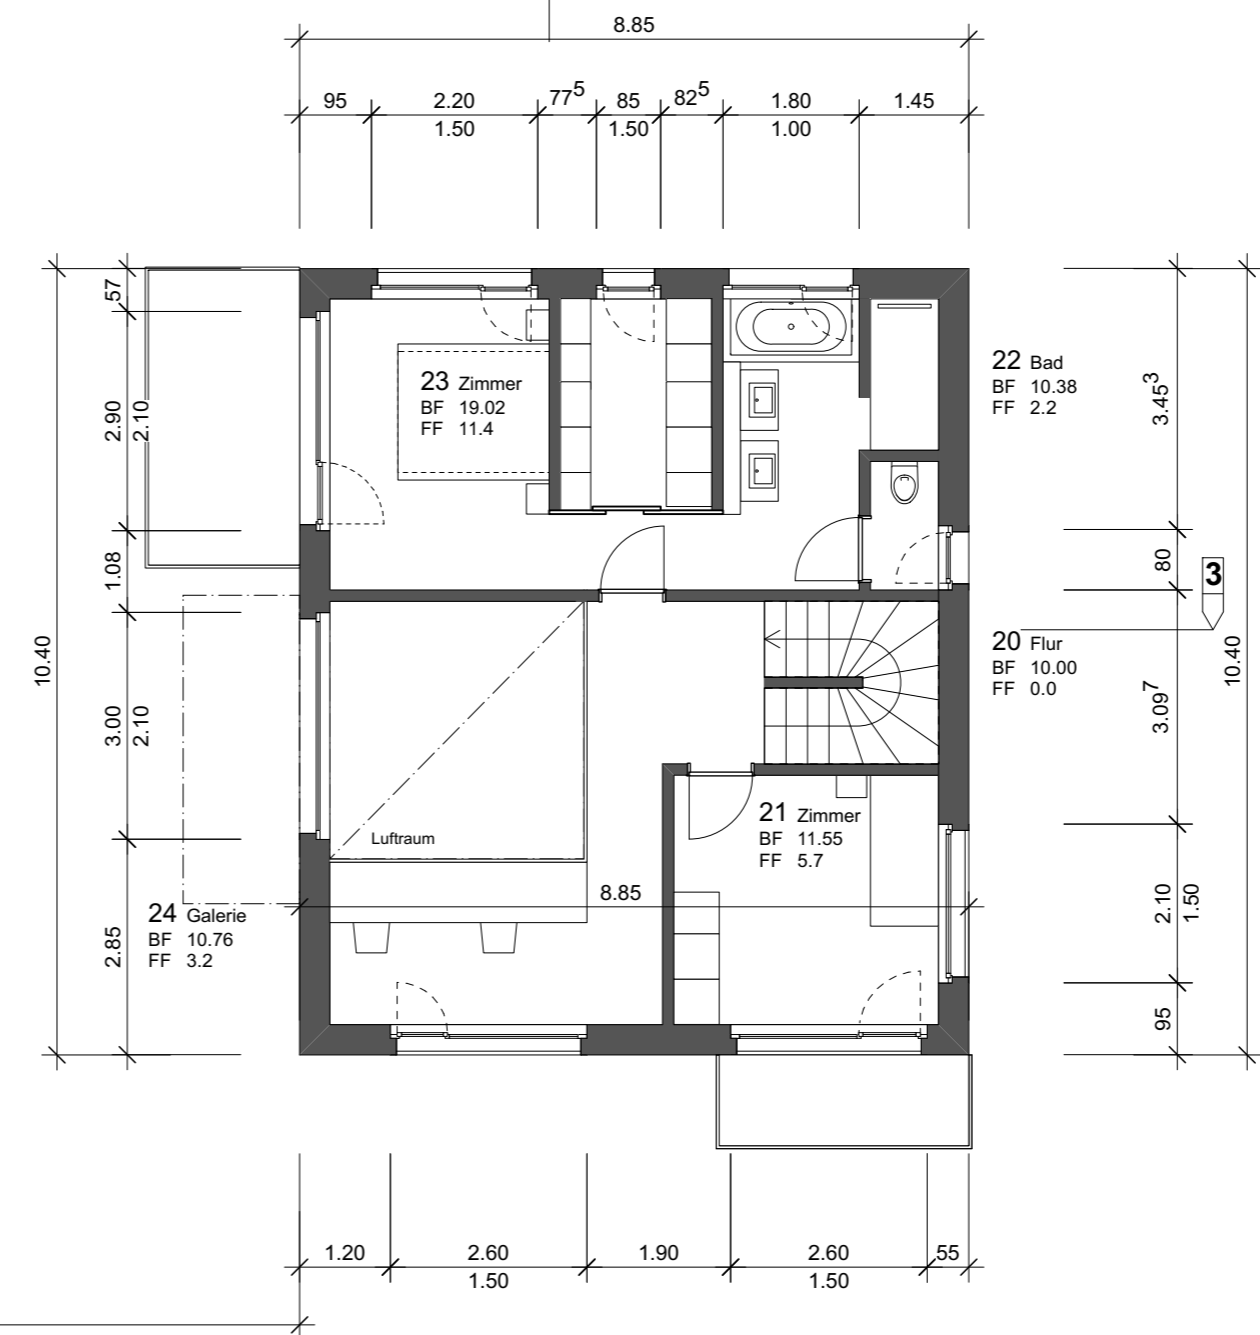 8.85
95 2.20 77⁵ 85 82⁵ 1.80 1.45
1.50 1.50 1.00
57
2.90
2.10
1.08
3.00
2.10
2.85
10.40
23 Zimmer
BF 19.02
FF 11.4
22 Bad
BF 10.38
FF 2.2
3.45³
80
3
20 Flur
BF 10.00
FF 0.0
10.40
3.09⁷
Luftraum
21 Zimmer
BF 11.55
FF 5.7
8.85
24 Galerie
BF 10.76
FF 3.2
2.10
1.50
95
1.20 2.60 1.90 2.60 55
1.50 1.50